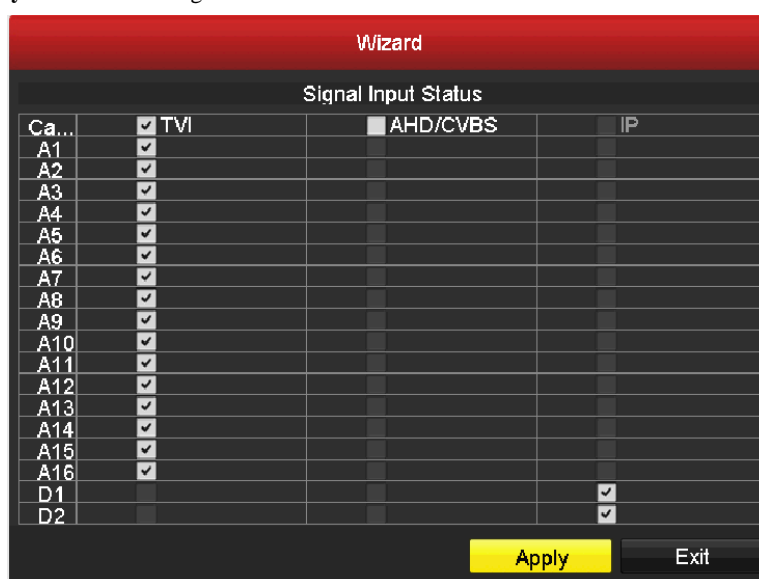 Wizard
Signal Input Status
Ca... TVI AHD/CVBS IP
A1
A2
A3
A4
A5
A6
A7
A8
A9
A10
A11
A12
A13
A14
A15
A16
D1
D2
Apply Exit